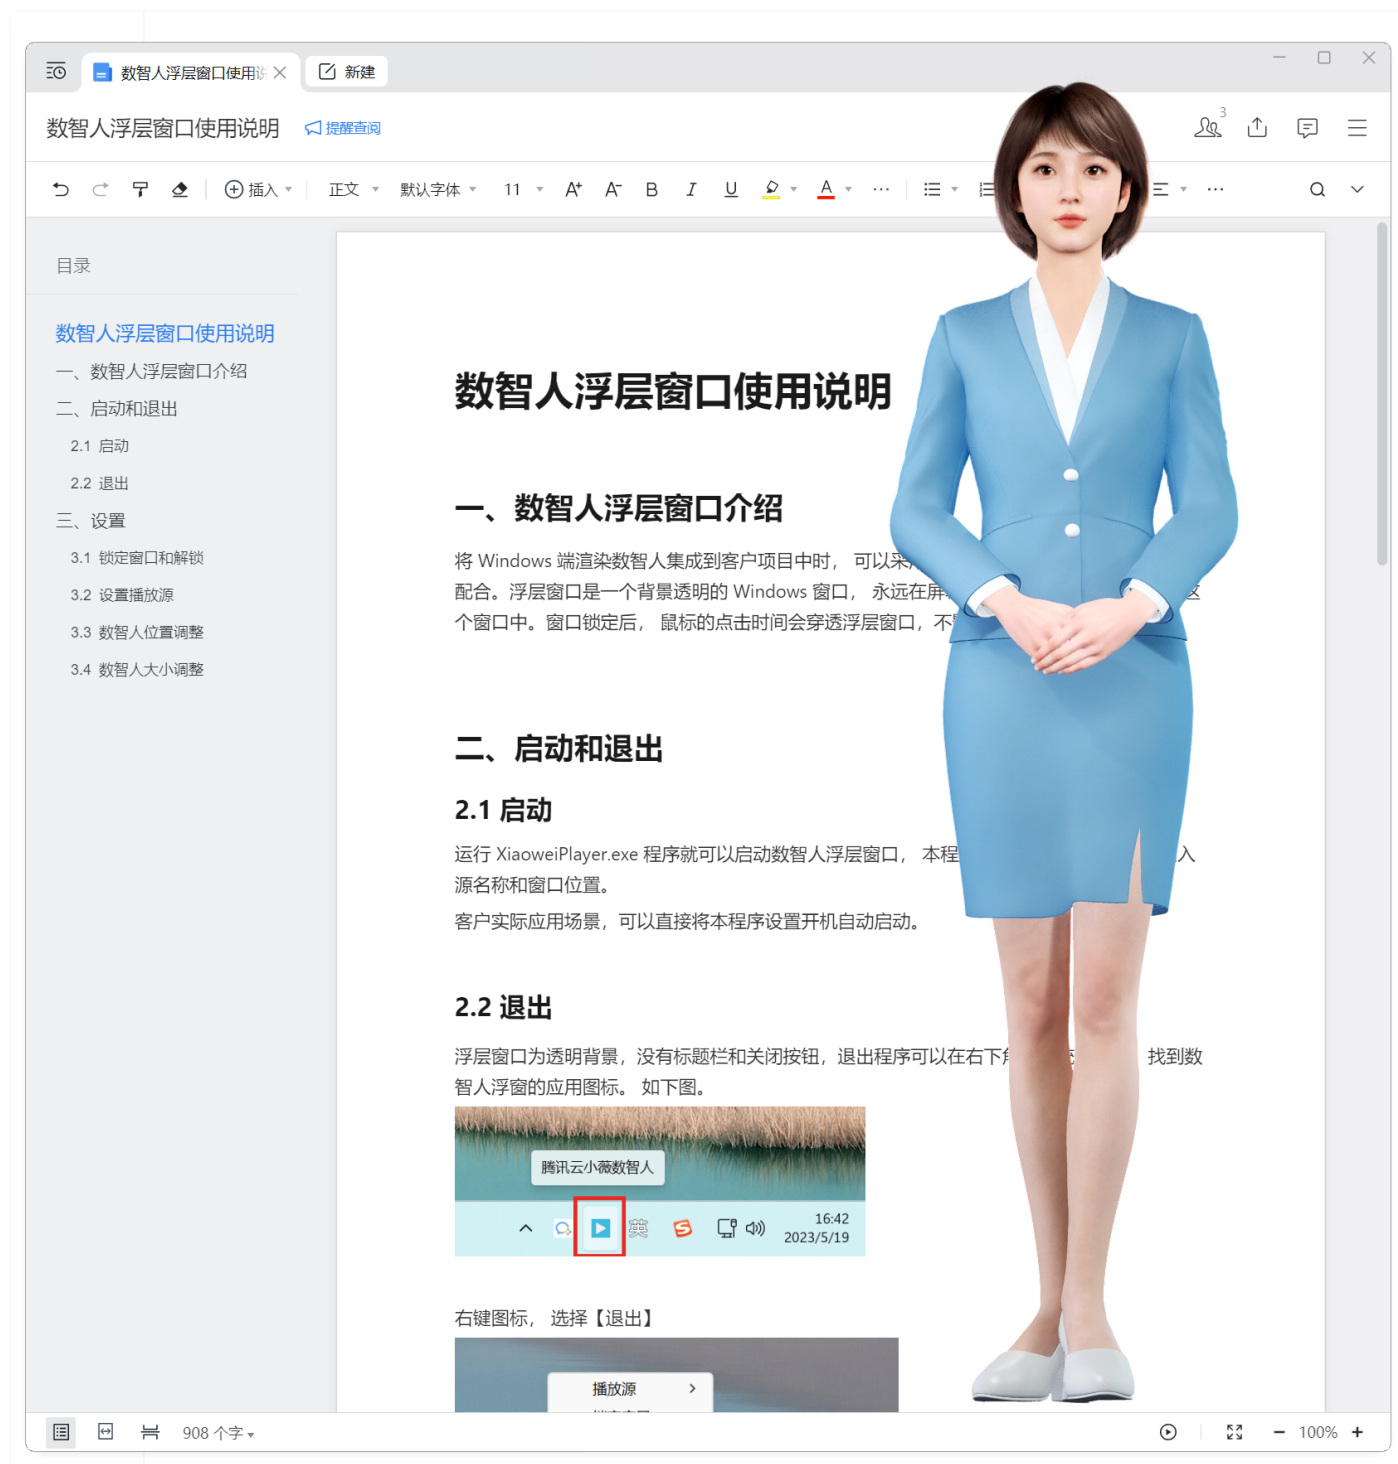 数智人浮层窗口使用说
新建
数智人浮层窗口使用说明
提醒查阅
3
插入
正文
默认字体
11
A+
A-
B
I
U
A
目录
数智人浮层窗口使用说明
一、数智人浮层窗口介绍
二、启动和退出
2.1 启动
2.2 退出
三、设置
3.1 锁定窗口和解锁
3.2 设置播放源
3.3 数智人位置调整
3.4 数智人大小调整
数智人浮层窗口使用说明
一、数智人浮层窗口介绍
将 Windows 端渲染数智人集成到客户项目中时， 可以采
配合。浮层窗口是一个背景透明的 Windows 窗口， 永远在屏 这
个窗口中。窗口锁定后， 鼠标的点击时间会穿透浮层窗口，不
二、启动和退出
2.1 启动
运行 XiaoweiPlayer.exe 程序就可以启动数智人浮层窗口， 本程 入
源名称和窗口位置。
客户实际应用场景，可以直接将本程序设置开机自动启动。
2.2 退出
浮层窗口为透明背景，没有标题栏和关闭按钮，退出程序可以在右下角 找到数
智人浮窗的应用图标。 如下图。
腾讯云小薇数智人
英
16:42
2023/5/19
右键图标， 选择【退出】
播放源
908 个字
100%